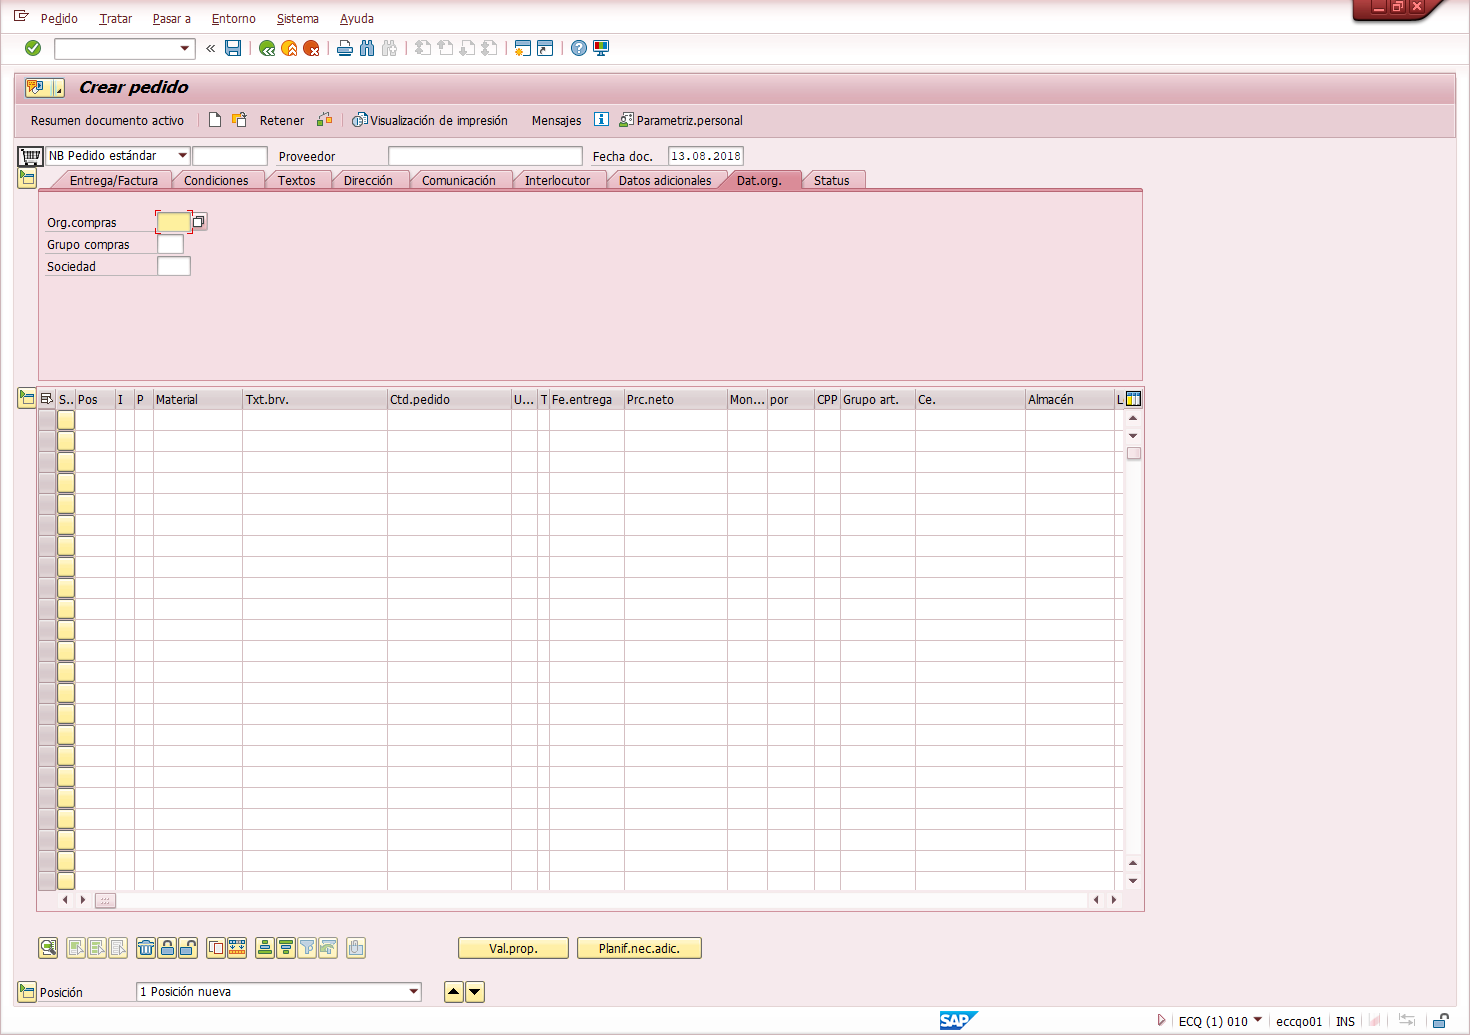 Pedido Tratar Pasar a Entorno Sistema Ayuda
Crear pedido
Resumen documento activo Retener Visualización de impresión Mensajes Parametriz.personal
NB Pedido estándar Proveedor Fecha doc. 13.08.2018
Entrega/Factura Condiciones Textos Dirección Comunicación Interlocutor Datos adicionales Dat.org. Status
Org.compras
Grupo compras
Sociedad
S.. Pos I P Material Txt.brv. Ctd.pedido U... T Fe.entrega Prc.neto Mon... por CPP Grupo art. Ce. Almacén L
Val.prop. Planif.nec.adic.
Posición 1 Posición nueva
SAP ECQ (1) 010 eccqo01 INS